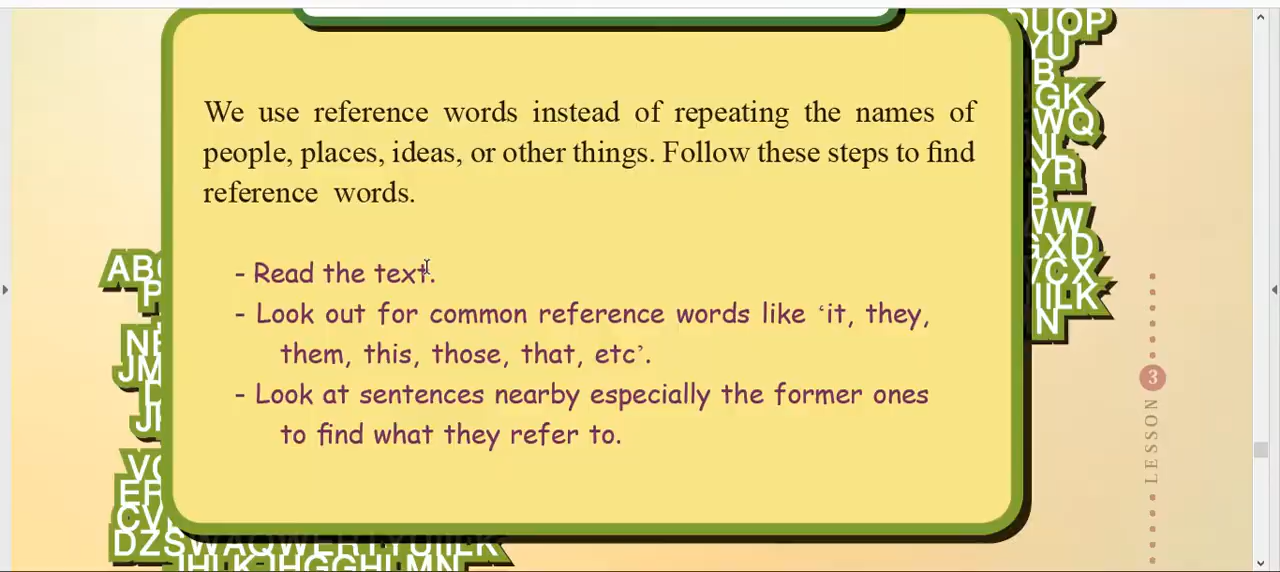 We use reference words instead of repeating the names of
people, places, ideas, or other things. Follow these steps to find
reference words.
- Read the text.
- Look out for common reference words like ‘it, they,
them, this, those, that, etc’.
- Look at sentences nearby especially the former ones
to find what they refer to.
LESSON 3